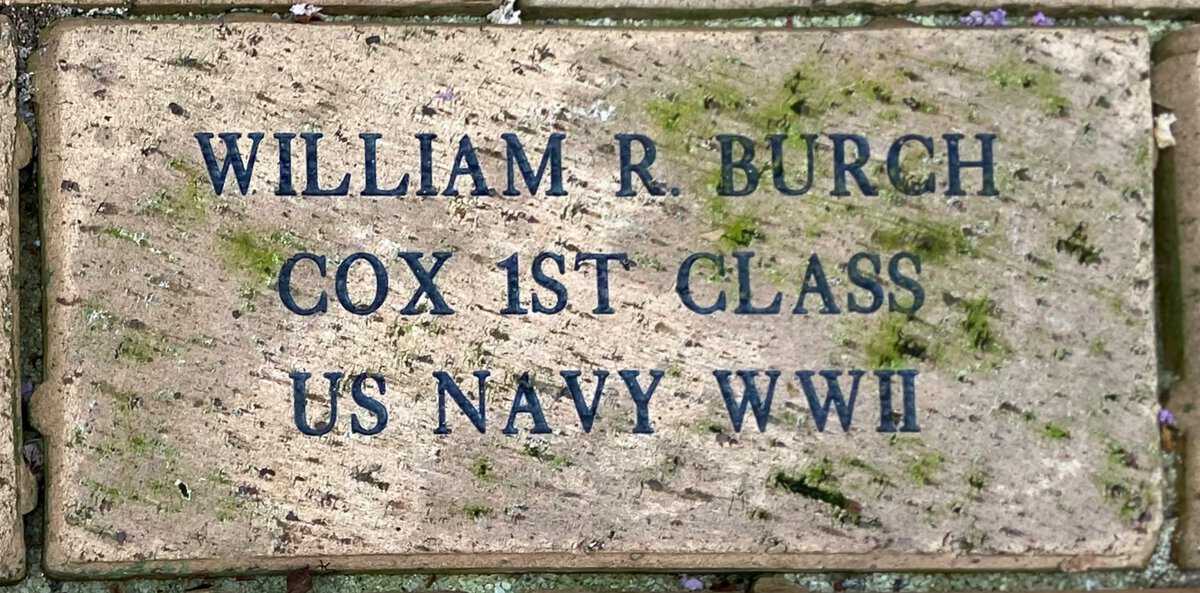 WILLIAM R. BURCH
COX 1ST CLASS
US NAVY WWII